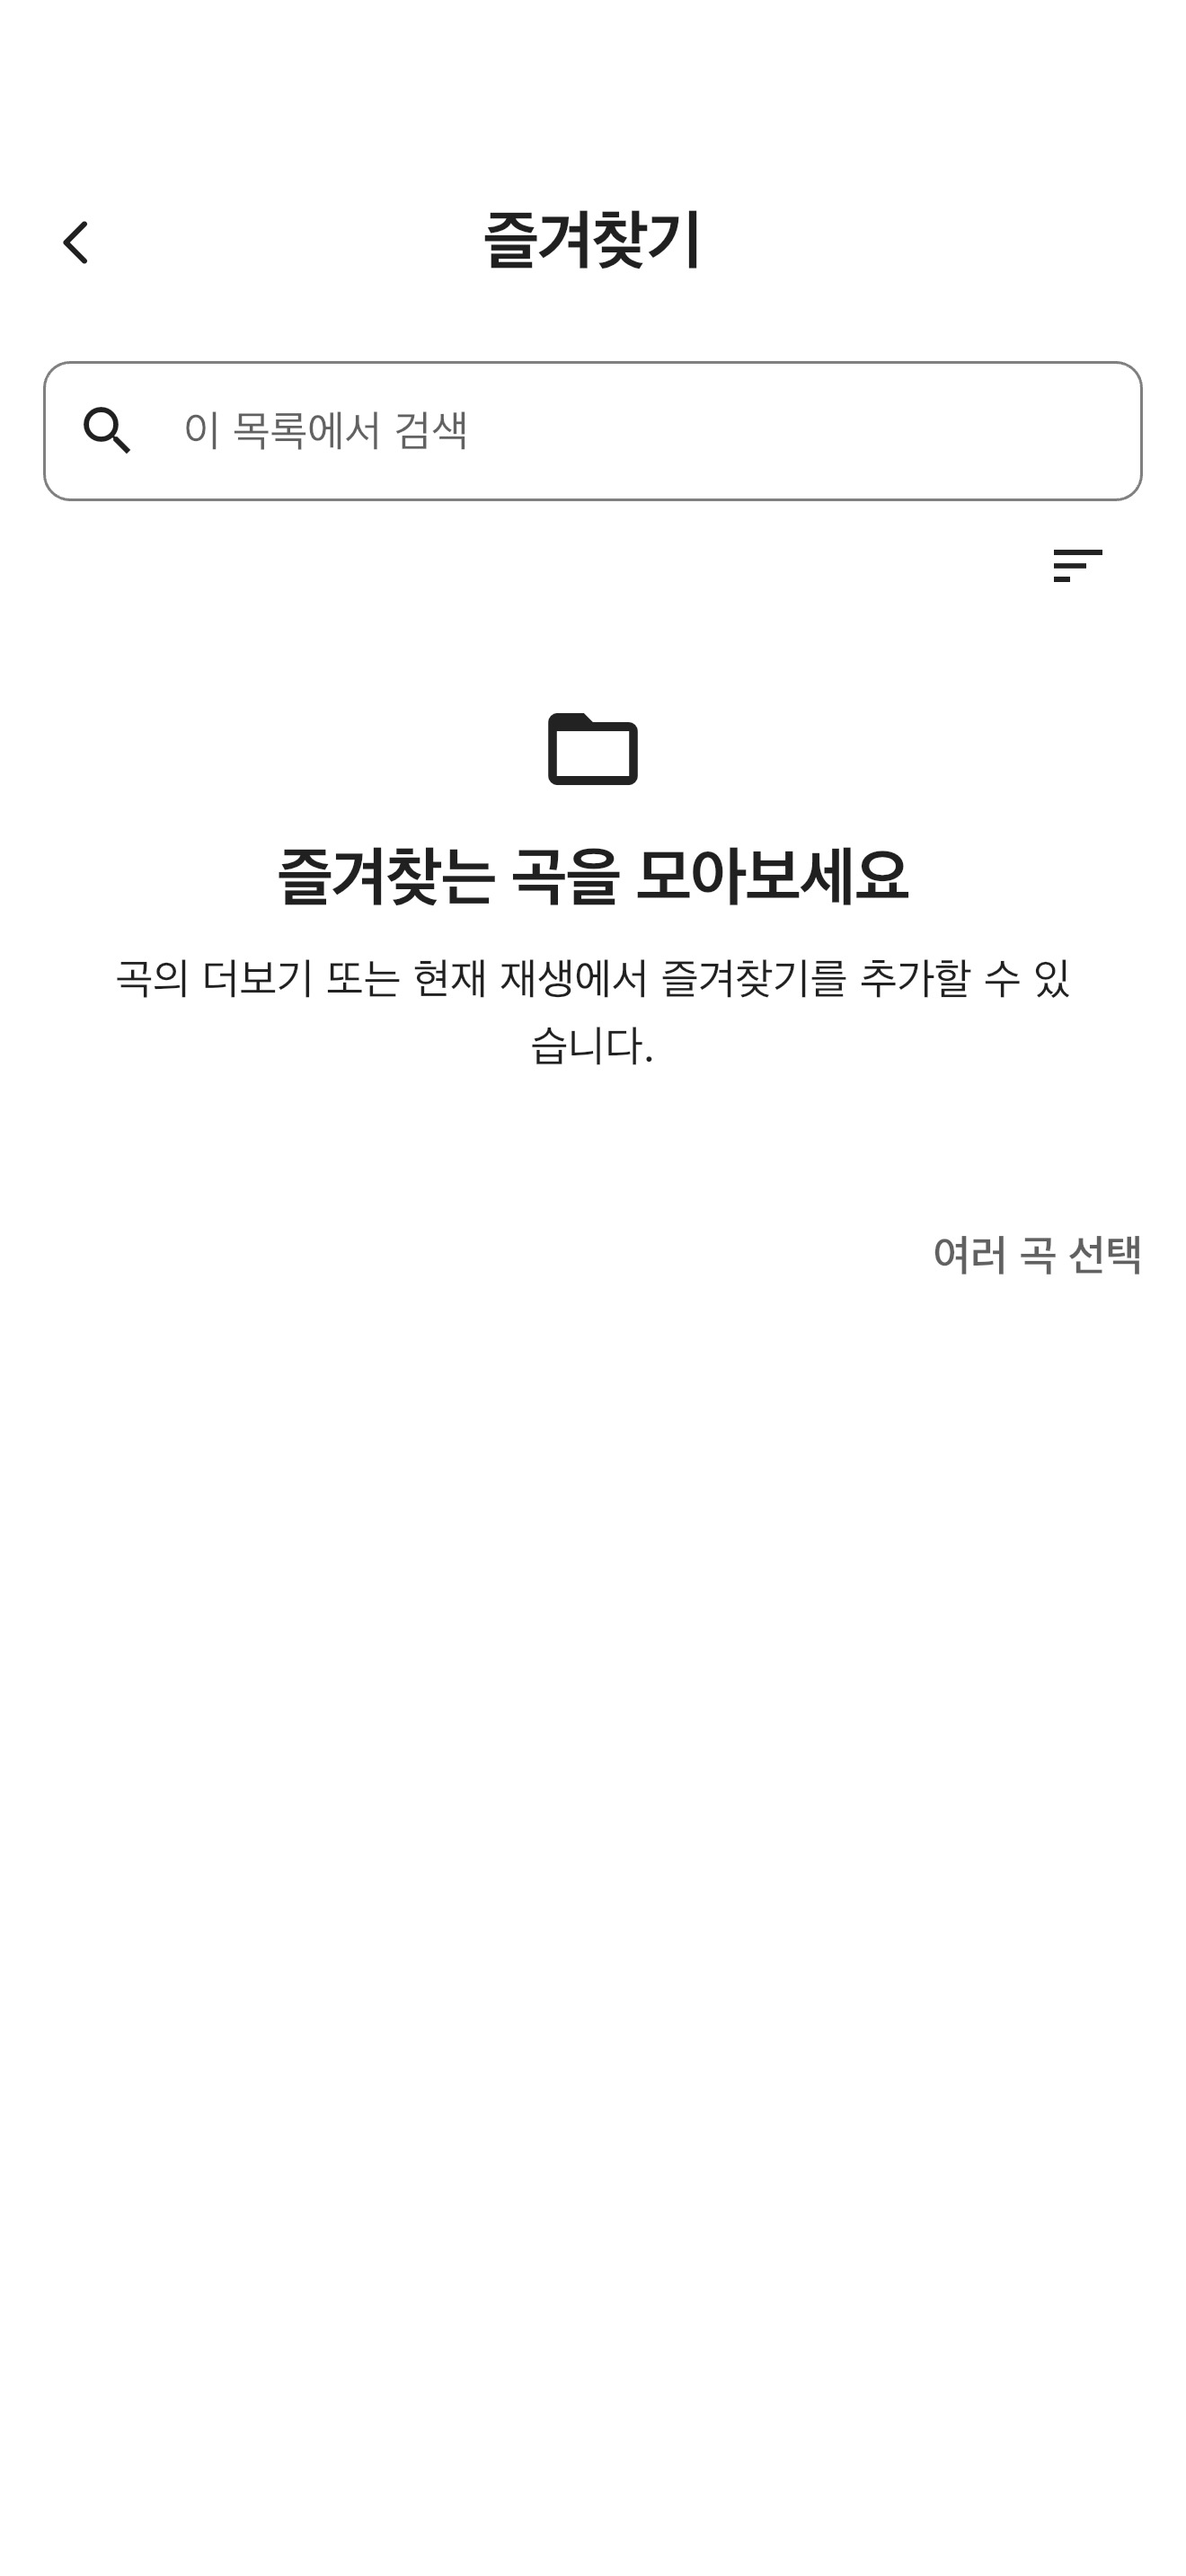 즐겨찾기
이 목록에서 검색
즐겨찾는 곡을 모아보세요
곡의 더보기 또는 현재 재생에서 즐겨찾기를 추가할 수 있
습니다.
여러 곡 선택